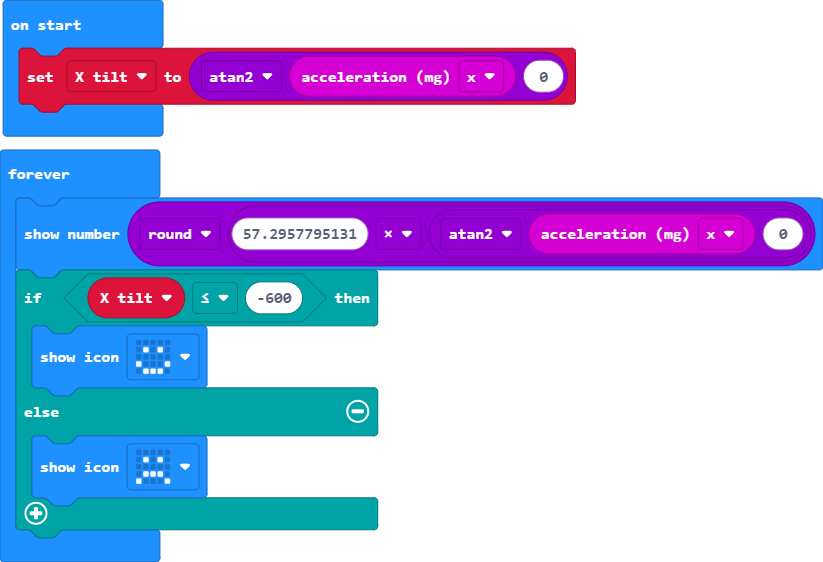 on start
set X tilt to atan2 acceleration (mg) x 0
forever
show number round 57.2957795131 × atan2 acceleration (mg) x 0
if X tilt ≤ -600 then
show icon
else
show icon